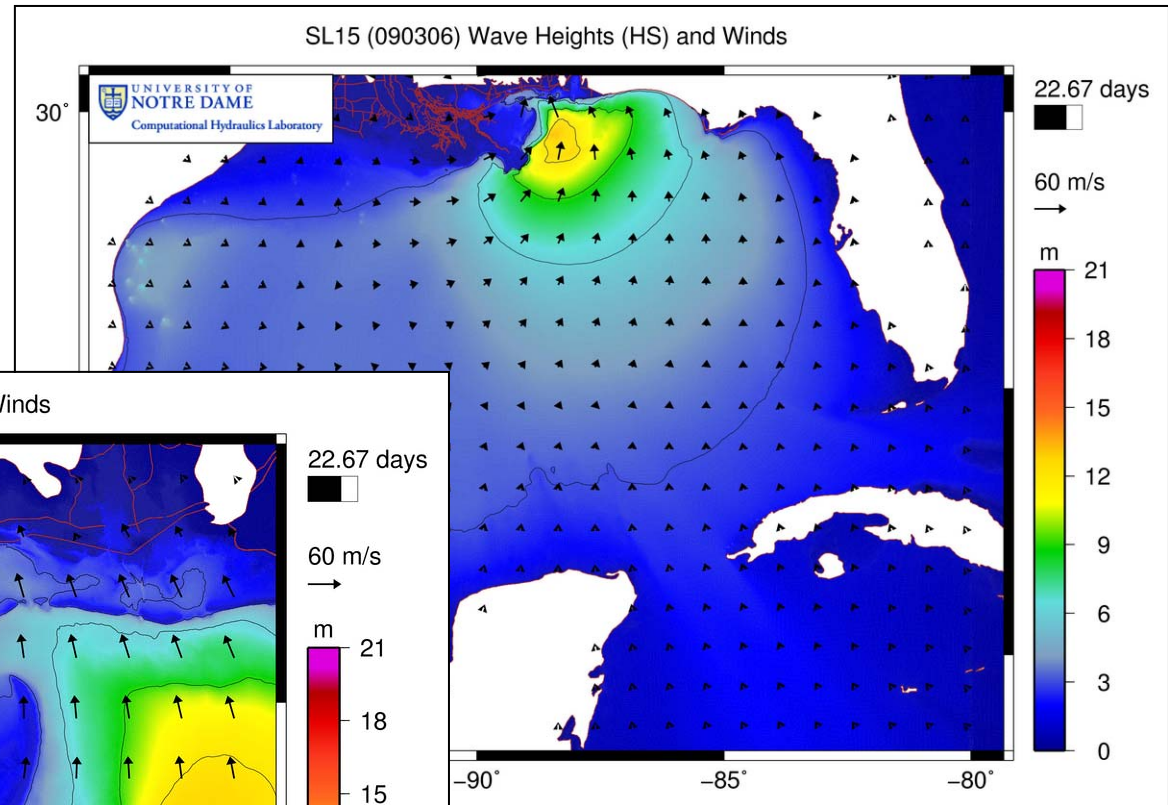 SL15 (090306) Wave Heights (HS) and Winds
UNIVERSITY OF
NOTRE DAME
Computational Hydraulics Laboratory
30°
22.67 days
60 m/s
m
21
18
15
12
9
6
3
0
−90°
−85°
−80°
Winds
22.67 days
60 m/s
m
21
18
15